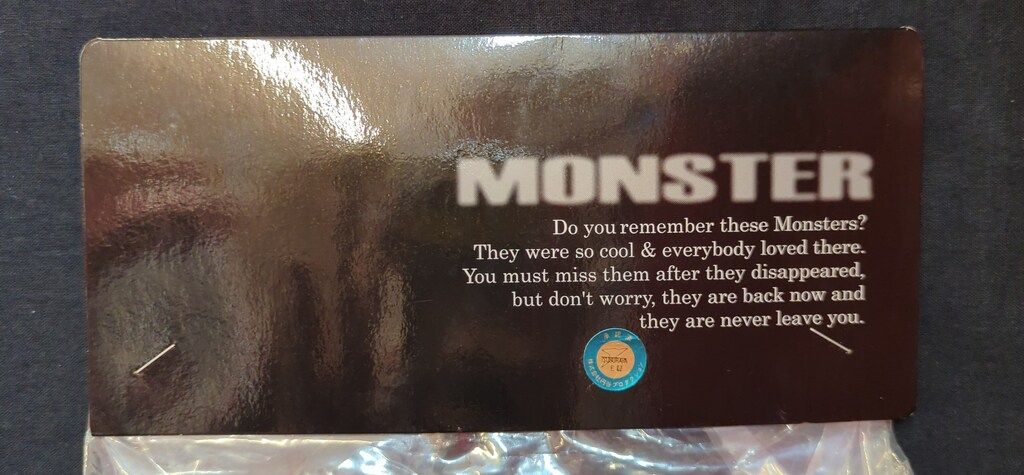 MONSTER
Do you remember these Monsters?
They were so cool & everybody loved there.
You must miss them after they disappeared,
but don't worry, they are back now and
they are never leave you.